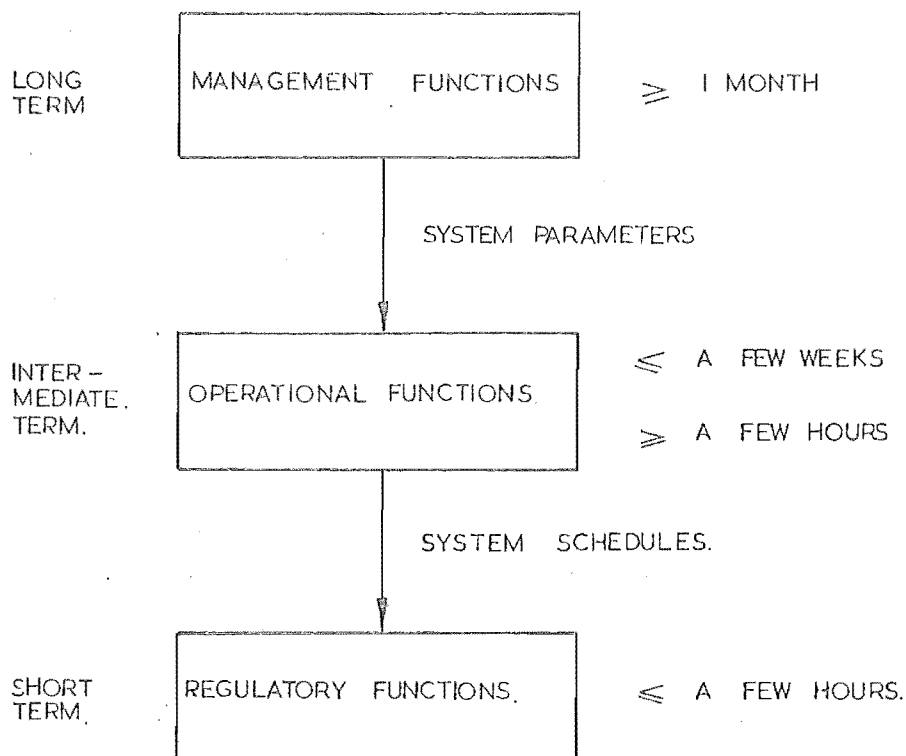 LONG
TERM
MANAGEMENT FUNCTIONS
⩾ 1 MONTH
SYSTEM PARAMETERS
INTER-
MEDIATE.
TERM.
OPERATIONAL FUNCTIONS.
⩽ A FEW WEEKS
⩾ A FEW HOURS
SYSTEM SCHEDULES.
SHORT
TERM.
REGULATORY FUNCTIONS.
⩽ A FEW HOURS.